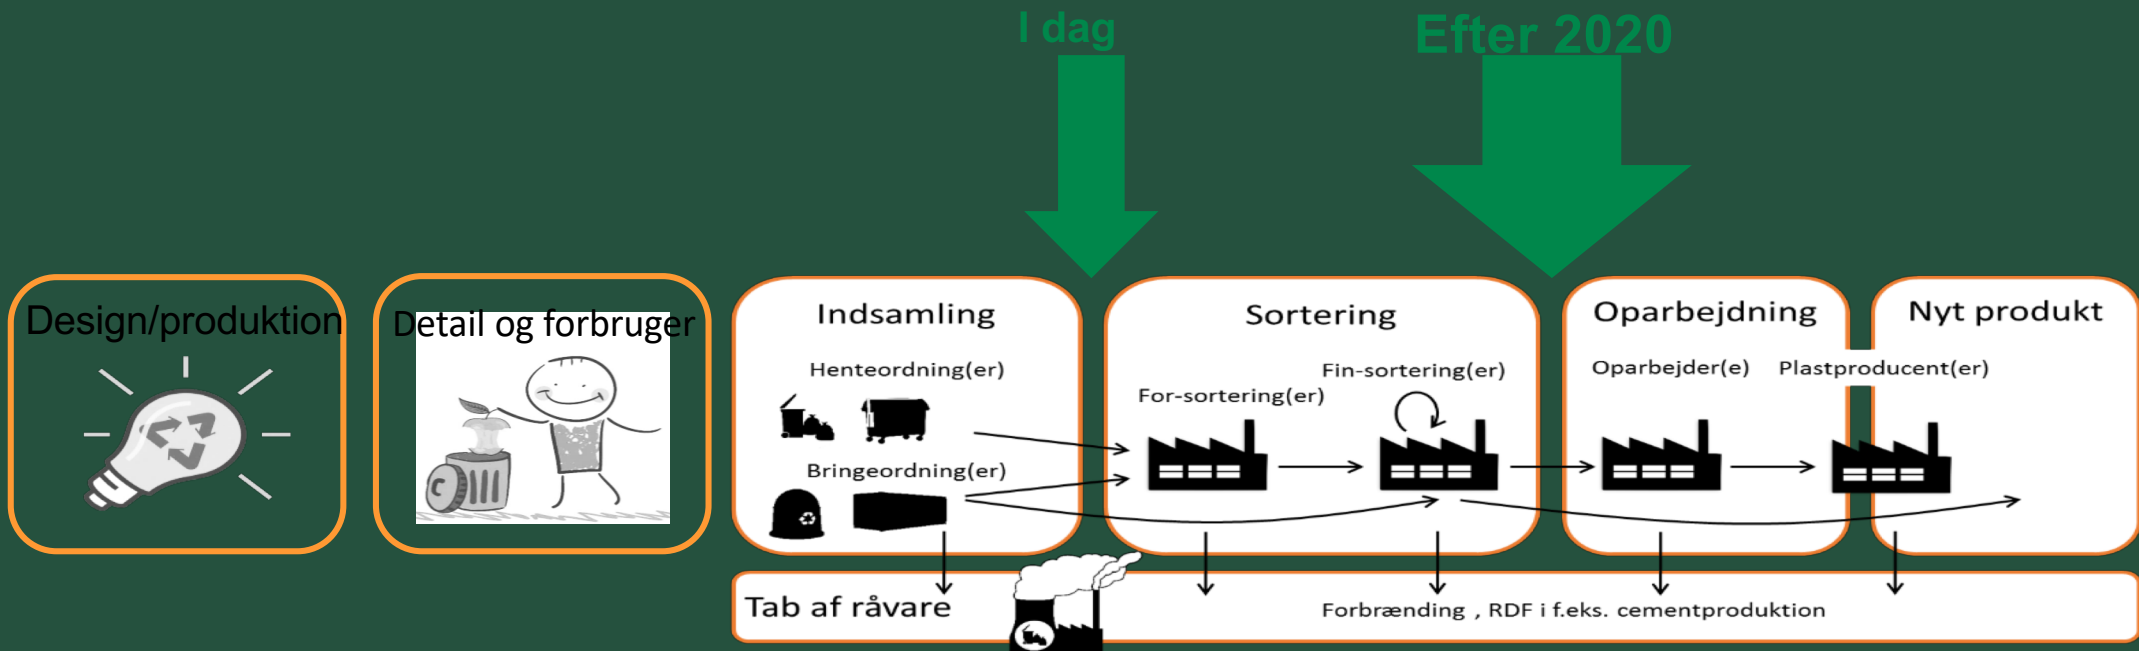 I dag
Efter 2020
Design/produktion
Detail og forbruger
Indsamling
Henteordning(er)
Bringeordning(er)
Sortering
For-sortering(er)
Fin-sortering(er)
Oparbejdning
Oparbejder(e)
Nyt produkt
Plastproducent(er)
Tab af råvare
Forbrænding , RDF i f.eks. cementproduktion